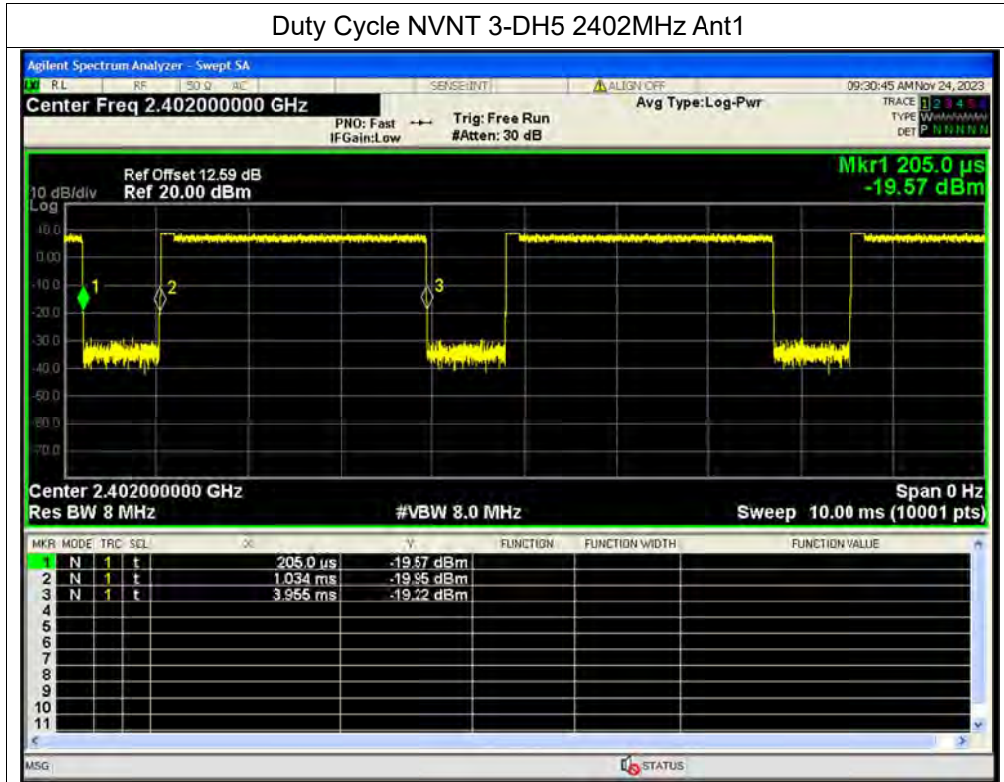 Duty Cycle NVNT 3-DH5 2402MHz Ant1
Agilent Spectrum Analyzer - Swept SA
RL RF 50 Ω AC SENSE:INT ALIGN OFF 09:30:45 AM Nov 24, 2023
Center Freq 2.402000000 GHz Avg Type:Log-Pwr TRACE 1 2 3 4 5 6
PNO: Fast Trig: Free Run TYPE
IFGain:Low #Atten: 30 dB DET P N N N N N
Mkr1 205.0 µs
-19.57 dBm
Ref Offset 12.59 dB
10 dB/div Ref 20.00 dBm
Log
10.0
0.00
-10.0
-20.0
-30.0
-40.0
-50.0
-60.0
-70.0
1
2
3
Center 2.402000000 GHz Span 0 Hz
Res BW 8 MHz #VBW 8.0 MHz Sweep 10.00 ms (10001 pts)
MKR MODE TRC SCL X Y FUNCTION FUNCTION WIDTH FUNCTION VALUE
1 N 1 t 205.0 µs -19.57 dBm
2 N 1 t 1.034 ms -19.95 dBm
3 N 1 t 3.955 ms -19.22 dBm
4
5
6
7
8
9
10
11
MSG STATUS